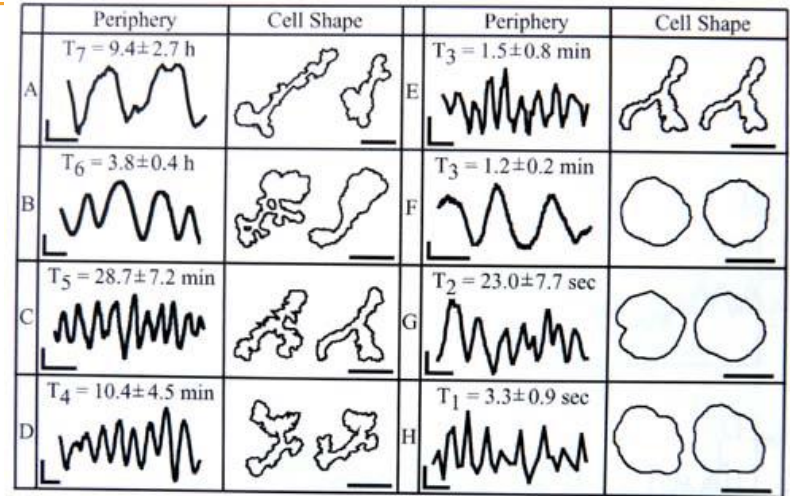 Periphery Cell Shape Periphery Cell Shape
A T7 = 9.4±2.7 h E T3 = 1.5±0.8 min
B T6 = 3.8±0.4 h F T3 = 1.2±0.2 min
C T5 = 28.7±7.2 min G T2 = 23.0±7.7 sec
D T4 = 10.4±4.5 min H T1 = 3.3±0.9 sec